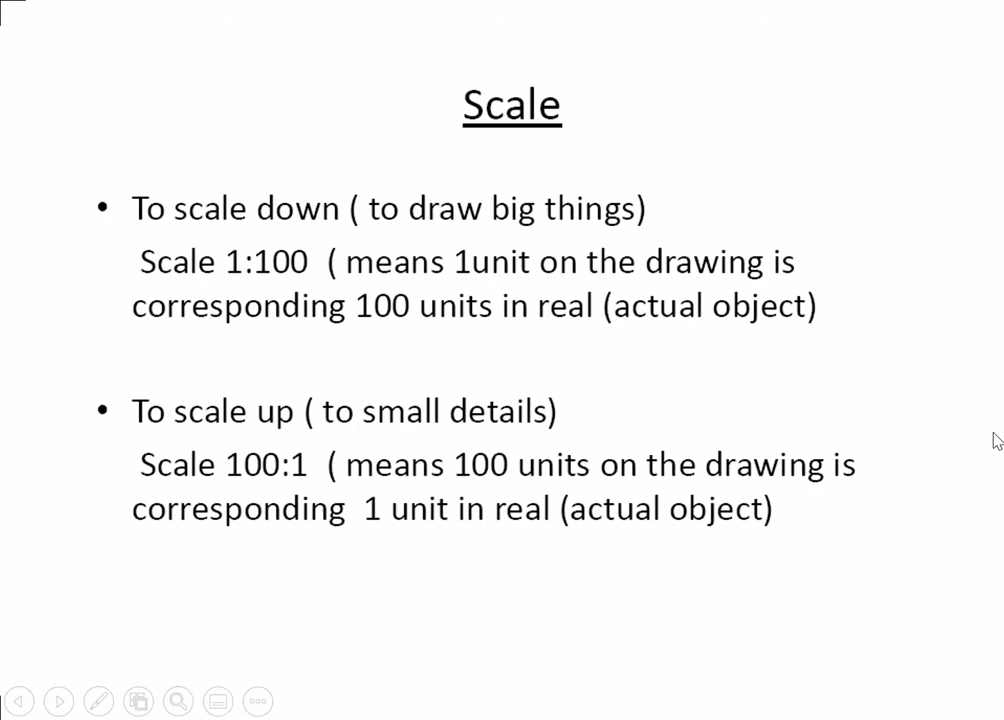 Scale
• To scale down ( to draw big things)
Scale 1:100 ( means 1unit on the drawing is
corresponding 100 units in real (actual object)
• To scale up ( to small details)
Scale 100:1 ( means 100 units on the drawing is
corresponding 1 unit in real (actual object)